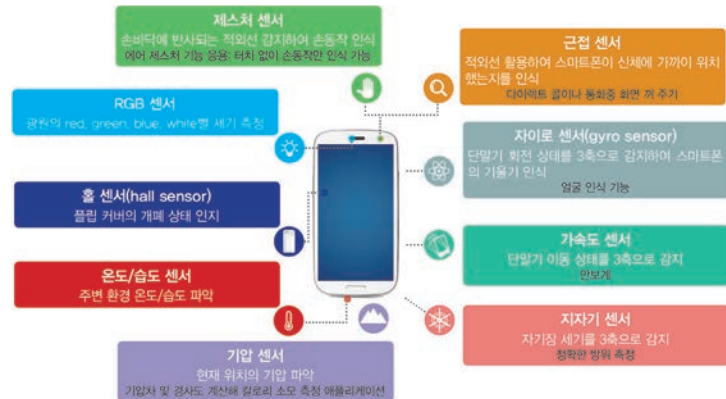 제스처 센서
손바닥에 반사되는 적외선 감지하여 손동작 인식
에어 제스처 기능 응용: 터치 없이 손동작만 인식 가능
근접 센서
적외선 활용하여 스마트폰이 신체에 가까이 위치
했는지를 인식
다이렉트 콜이나 통화중 화면 꺼 주기
RGB 센서
광원의 red, green, blue, white별 세기 측정
자이로 센서(gyro sensor)
단말기 회전 상태를 3축으로 감지하여 스마트폰
의 기울기 인식
얼굴 인식 기능
홀 센서(hall sensor)
플립 커버의 개폐 상태 인지
가속도 센서
단말기 이동 상태를 3축으로 감지
만보계
온도/습도 센서
주변 환경 온도/습도 파악
지자기 센서
자기장 세기를 3축으로 감지
정확한 방위 측정
기압 센서
현재 위치의 기압 파악
기압차 및 경사도 계산해 칼로리 소모 측정 애플리케이션